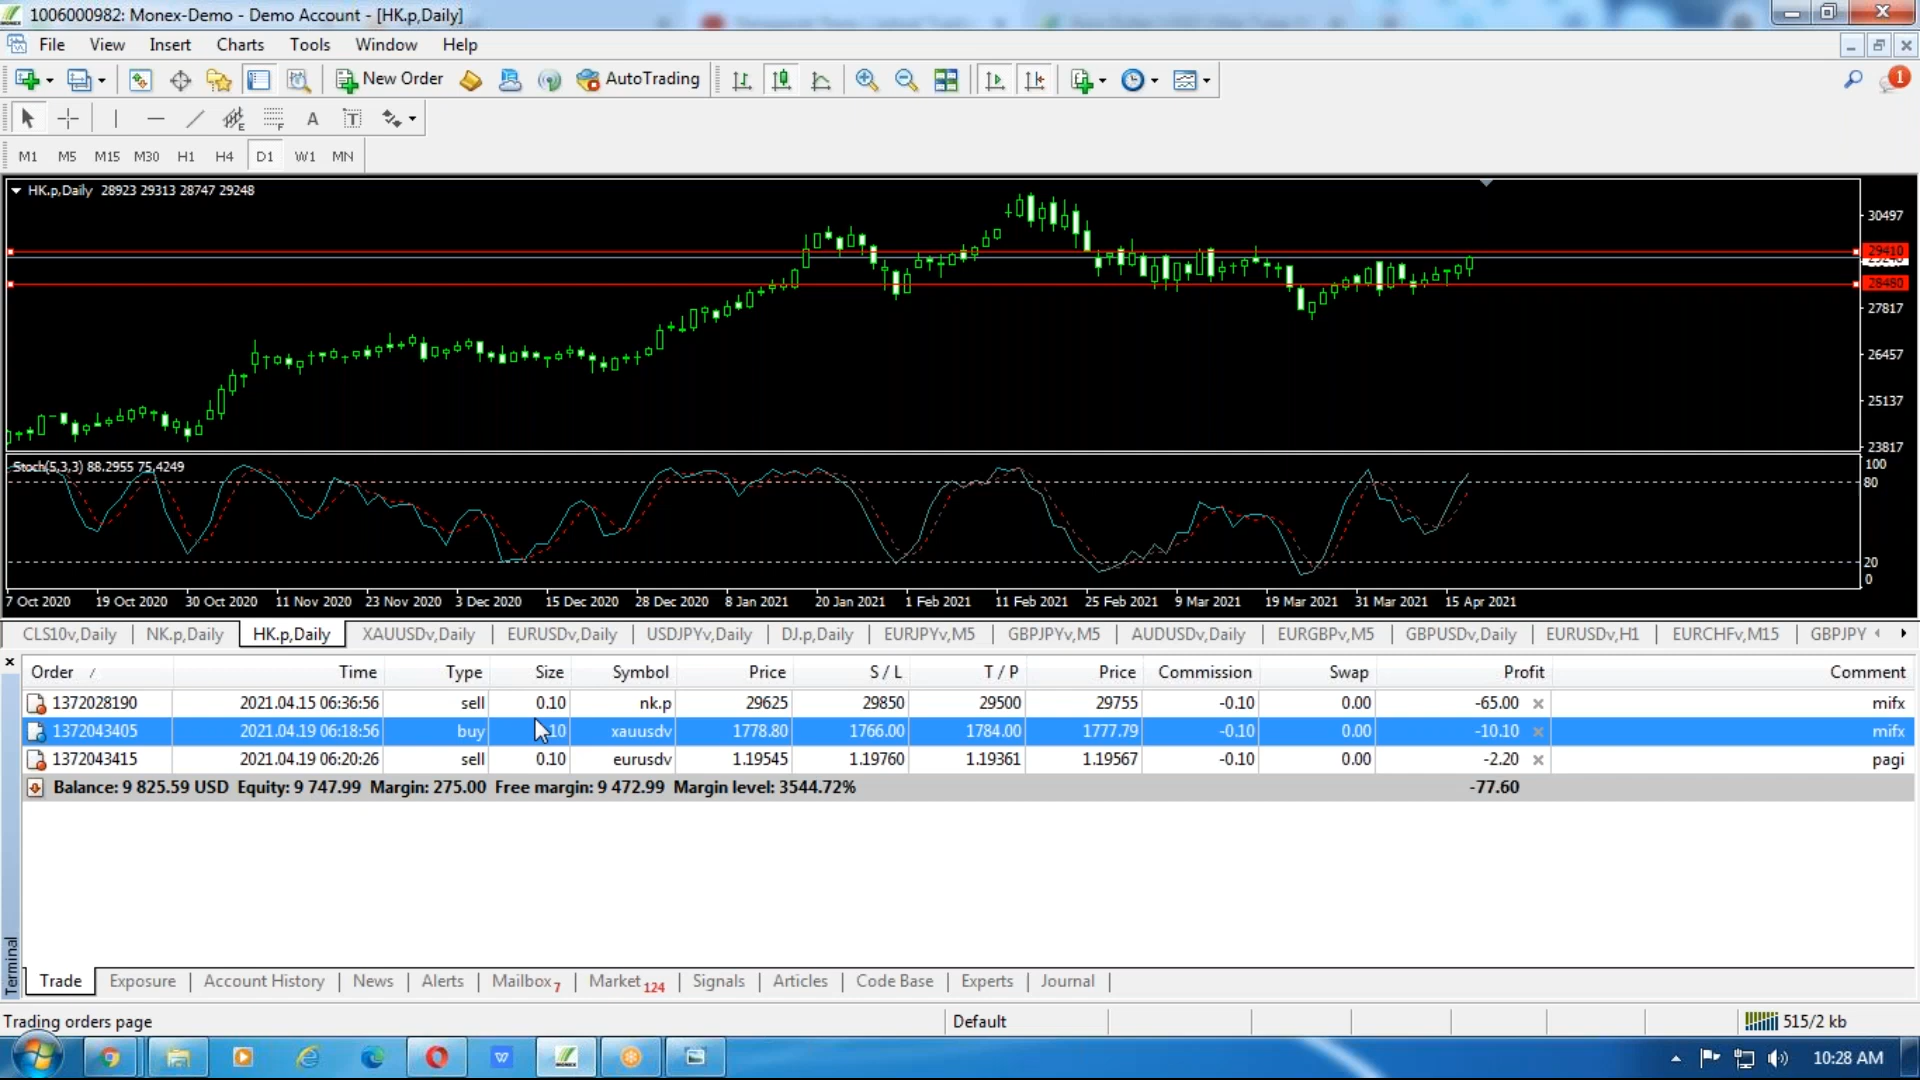 1006000982: Monex-Demo - Demo Account - [HK.p,Daily]
File View Insert Charts Tools Window Help
New Order AutoTrading 1
E F A T
M1 M5 M15 M30 H1 H4 D1 W1 MN
HK.p,Daily 28923 29313 28747 29248
30497
29410
28480
27817
26457
25137
23817
Stoch(5,3,3) 88.2955 75.4249
100
80
20
0
7 Oct 2020 19 Oct 2020 30 Oct 2020 11 Nov 2020 23 Nov 2020 3 Dec 2020 15 Dec 2020 28 Dec 2020 8 Jan 2021 20 Jan 2021 1 Feb 2021 11 Feb 2021 25 Feb 2021 9 Mar 2021 19 Mar 2021 31 Mar 2021 15 Apr 2021
CLS10v,Daily NK.p,Daily HK.p,Daily XAUUSDv,Daily EURUSDv,Daily USDJPYv,Daily DJ.p,Daily EURJPYv,M5 GBPJPYv,M5 AUDUSDv,Daily EURGBPv,M5 GBPUSDv,Daily EURUSDv,H1 EURCHFv,M15 GBPJPY
Order / Time Type Size Symbol Price S / L T / P Price Commission Swap Profit Comment
1372028190 2021.04.15 06:36:56 sell 0.10 nk.p 29625 29850 29500 29755 -0.10 0.00 -65.00 mifx
1372043405 2021.04.19 06:18:56 buy 10 xauusdv 1778.80 1766.00 1784.00 1777.79 -0.10 0.00 -10.10 mifx
1372043415 2021.04.19 06:20:26 sell 0.10 eurusdv 1.19545 1.19760 1.19361 1.19567 -0.10 0.00 -2.20 pagi
Balance: 9 825.59 USD Equity: 9 747.99 Margin: 275.00 Free margin: 9 472.99 Margin level: 3544.72% -77.60
Terminal
Trade Exposure Account History News Alerts Mailbox 7 Market 124 Signals Articles Code Base Experts Journal
Trading orders page Default 515/2 kb
10:28 AM